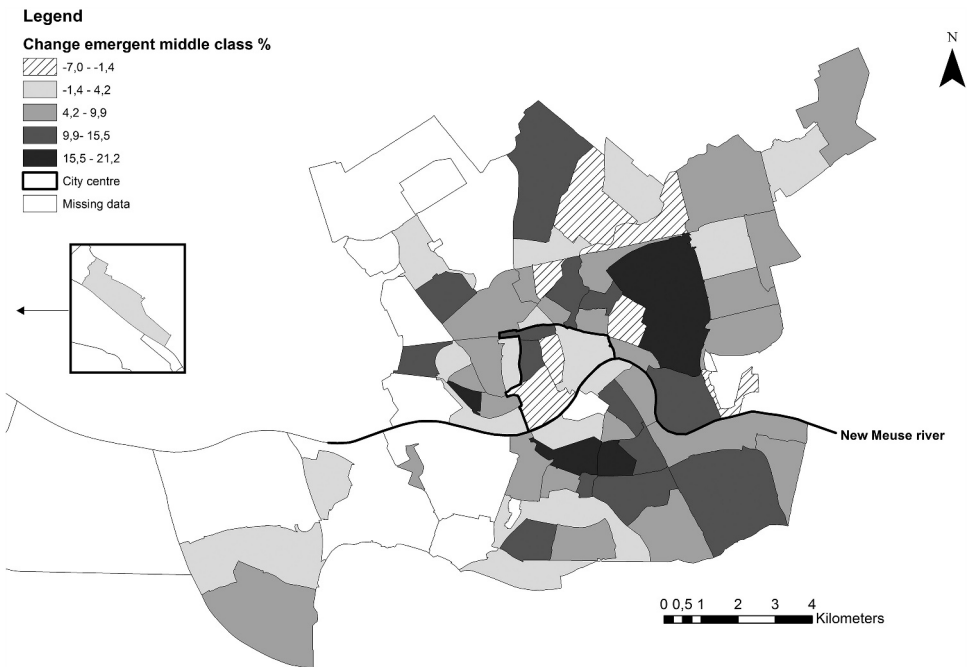 Legend
Change emergent middle class %
-7,0 - -1,4
-1,4 - 4,2
4,2 - 9,9
9,9- 15,5
15,5 - 21,2
City centre
Missing data
N
New Meuse river
0 0,5 1 2 3 4
Kilometers